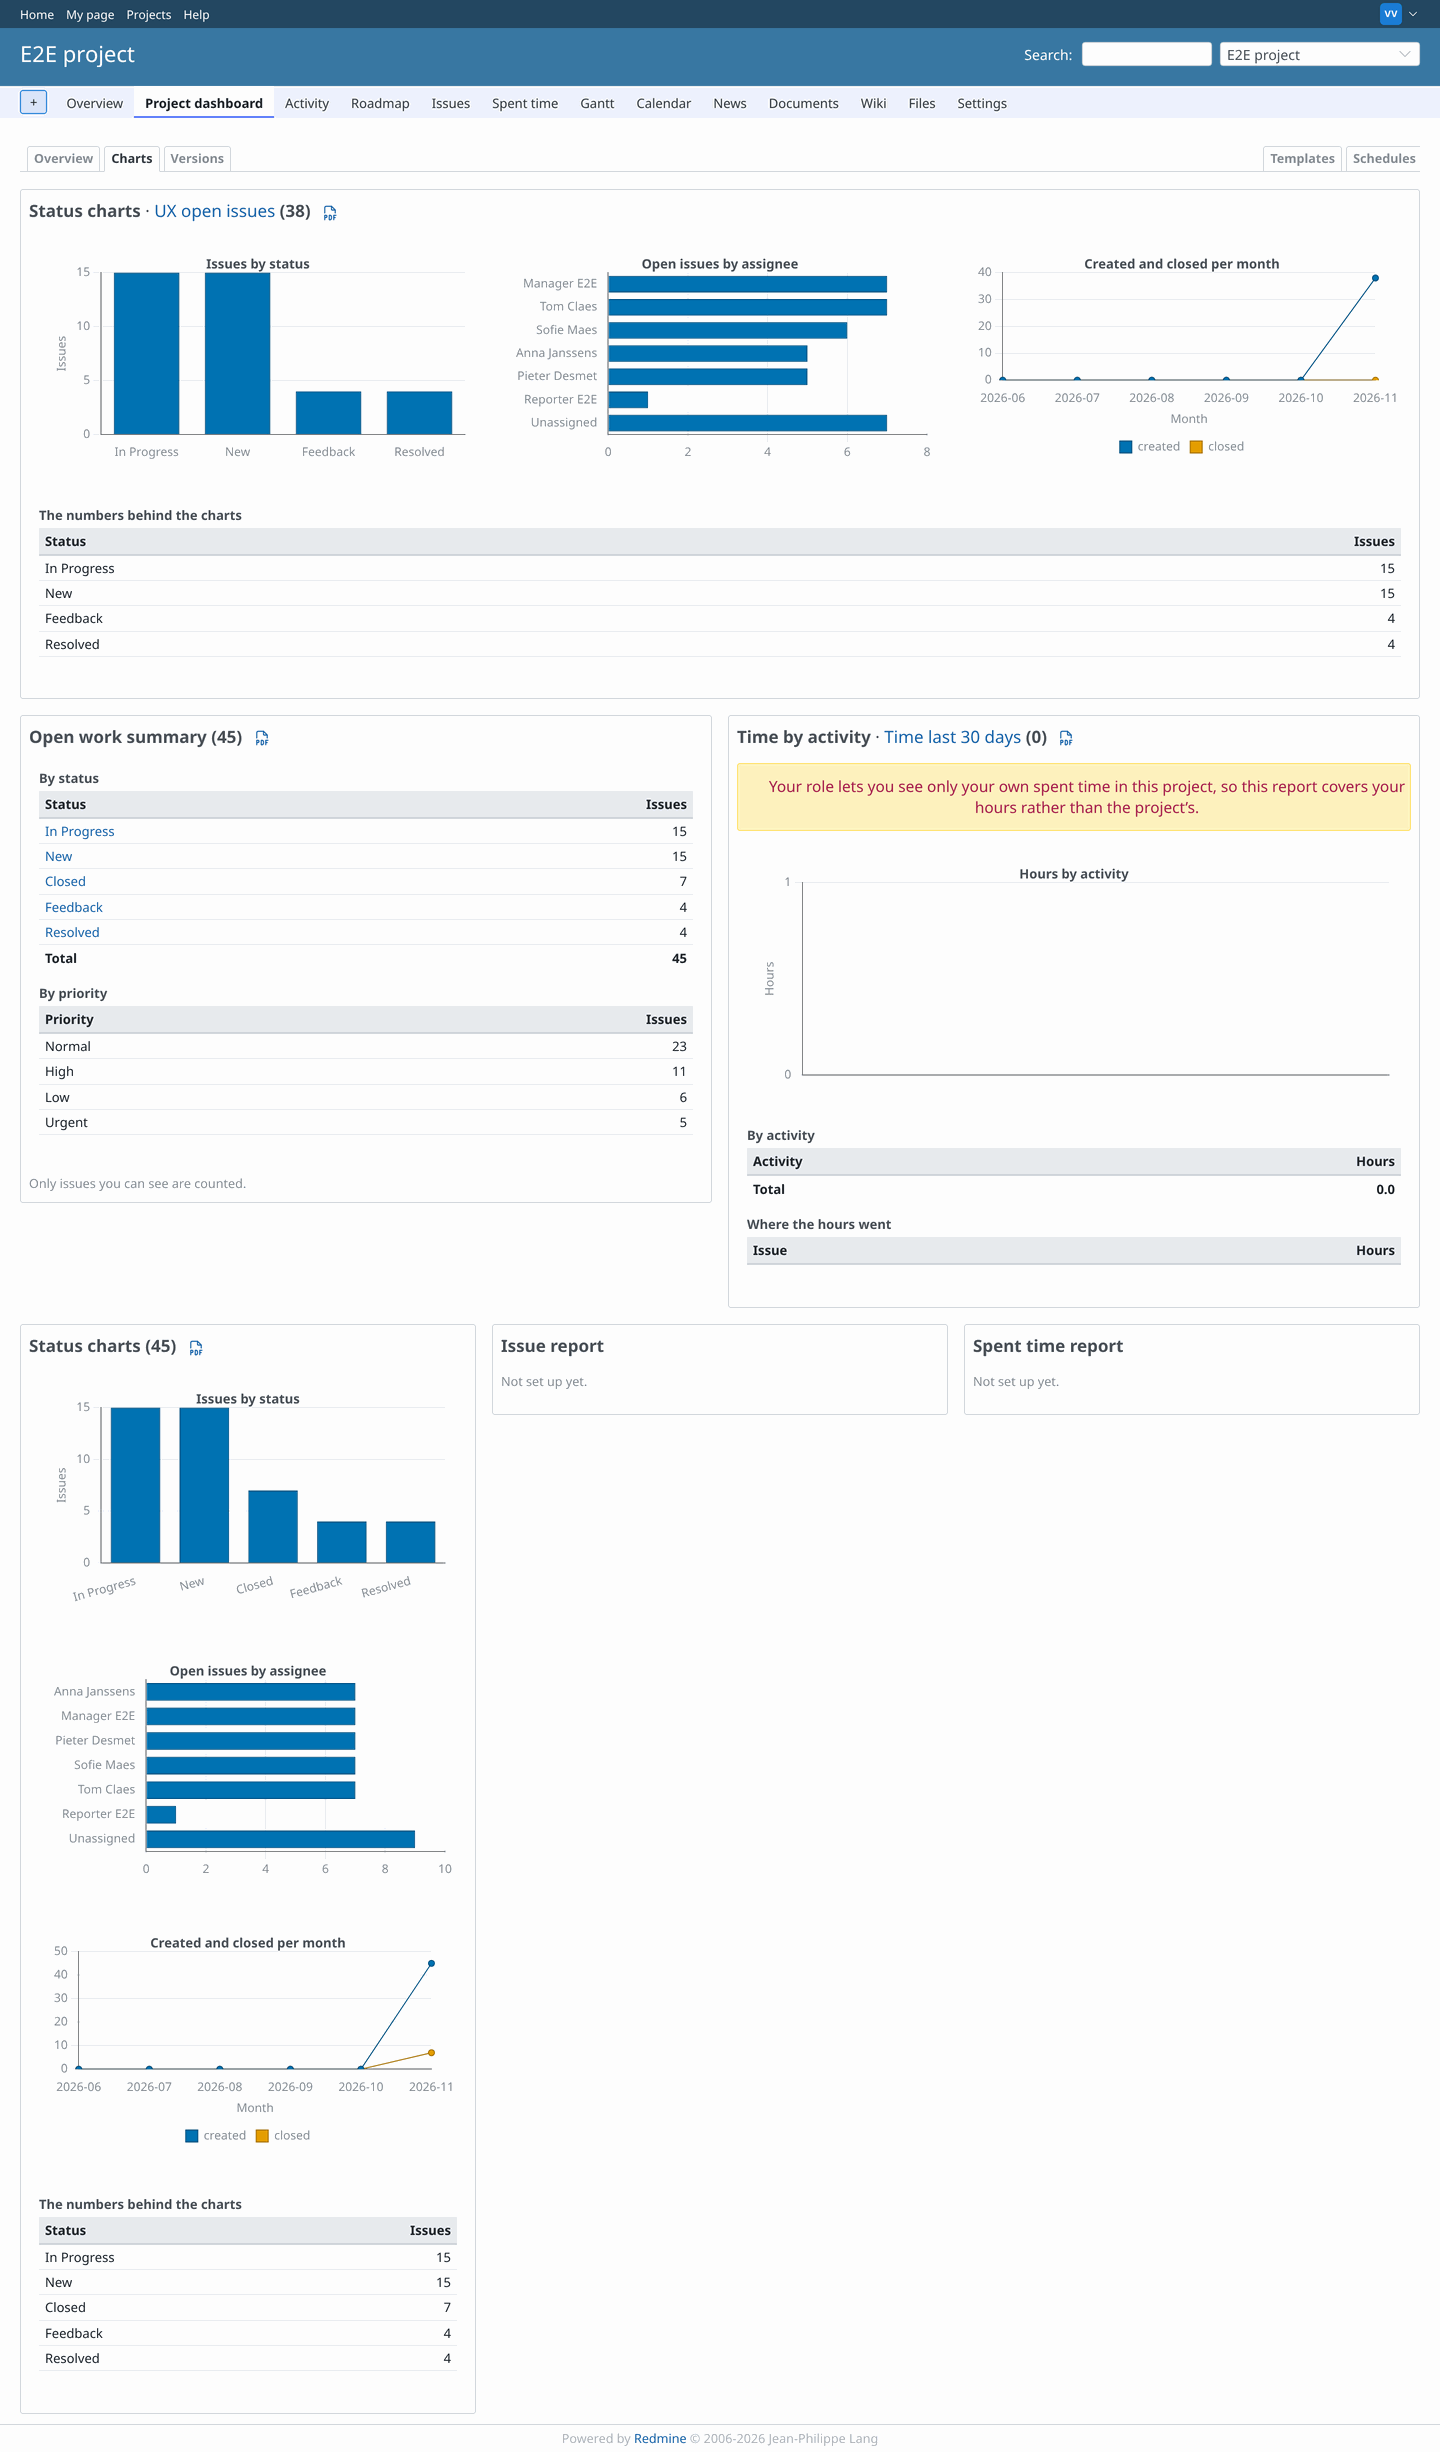 Home My page Projects Help
VV
E2E project
Search: E2E project
+ Overview Project dashboard Activity Roadmap Issues Spent time Gantt Calendar News Documents Wiki Files Settings
Overview Charts Versions Templates Schedules
Status charts · UX open issues (38) PDF
Issues by status
15
10
5
0
Issues
In Progress New Feedback Resolved
Open issues by assignee
Manager E2E
Tom Claes
Sofie Maes
Anna Janssens
Pieter Desmet
Reporter E2E
Unassigned
0 2 4 6 8
Created and closed per month
40
30
20
10
0
2026-06 2026-07 2026-08 2026-09 2026-10 2026-11
Month
created closed
The numbers behind the charts
Status Issues
In Progress 15
New 15
Feedback 4
Resolved 4
Open work summary (45) PDF
By status
Status Issues
In Progress 15
New 15
Closed 7
Feedback 4
Resolved 4
Total 45
By priority
Priority Issues
Normal 23
High 11
Low 6
Urgent 5
Only issues you can see are counted.
Time by activity · Time last 30 days (0) PDF
Your role lets you see only your own spent time in this project, so this report covers your
hours rather than the project’s.
Hours by activity
1
0
Hours
By activity
Activity Hours
Total 0.0
Where the hours went
Issue Hours
Status charts (45) PDF
Issues by status
15
10
5
0
Issues
In Progress New Closed Feedback Resolved
Open issues by assignee
Anna Janssens
Manager E2E
Pieter Desmet
Sofie Maes
Tom Claes
Reporter E2E
Unassigned
0 2 4 6 8 10
Created and closed per month
50
40
30
20
10
0
2026-06 2026-07 2026-08 2026-09 2026-10 2026-11
Month
created closed
The numbers behind the charts
Status Issues
In Progress 15
New 15
Closed 7
Feedback 4
Resolved 4
Issue report
Not set up yet.
Spent time report
Not set up yet.
Powered by Redmine © 2006-2026 Jean-Philippe Lang